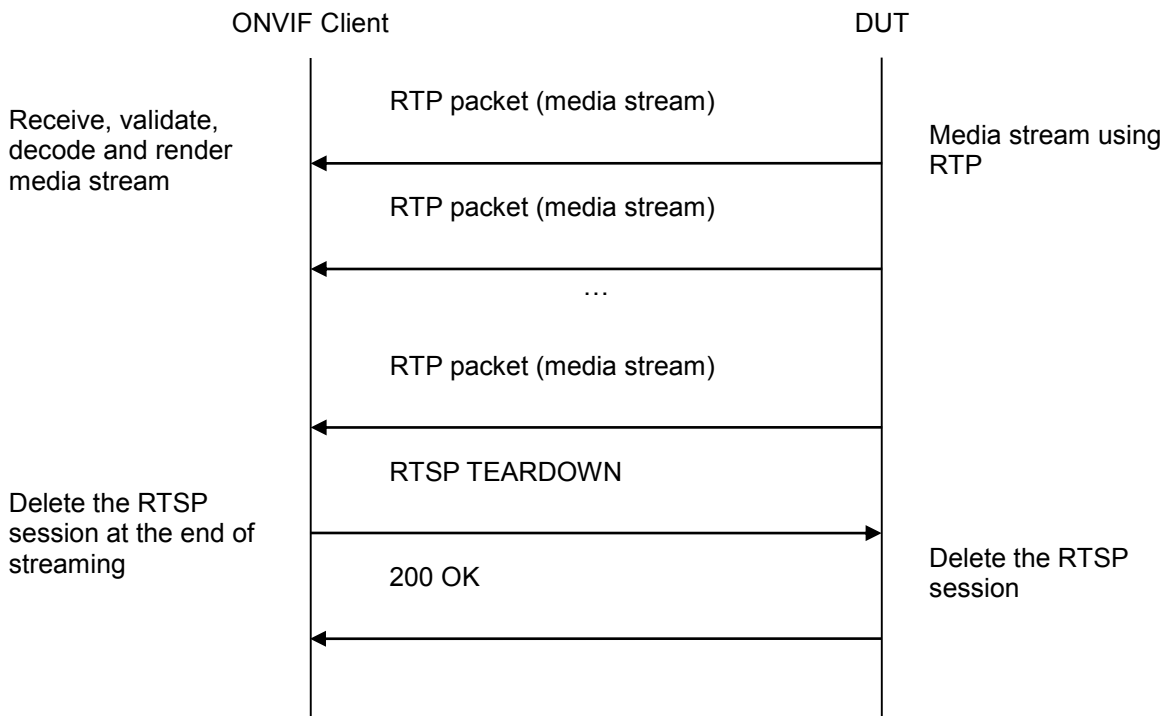 ONVIF Client
DUT
RTP packet (media stream)
Receive, validate,
decode and render
media stream
Media stream using
RTP
RTP packet (media stream)
…
RTP packet (media stream)
RTSP TEARDOWN
Delete the RTSP
session at the end of
streaming
200 OK
Delete the RTSP
session